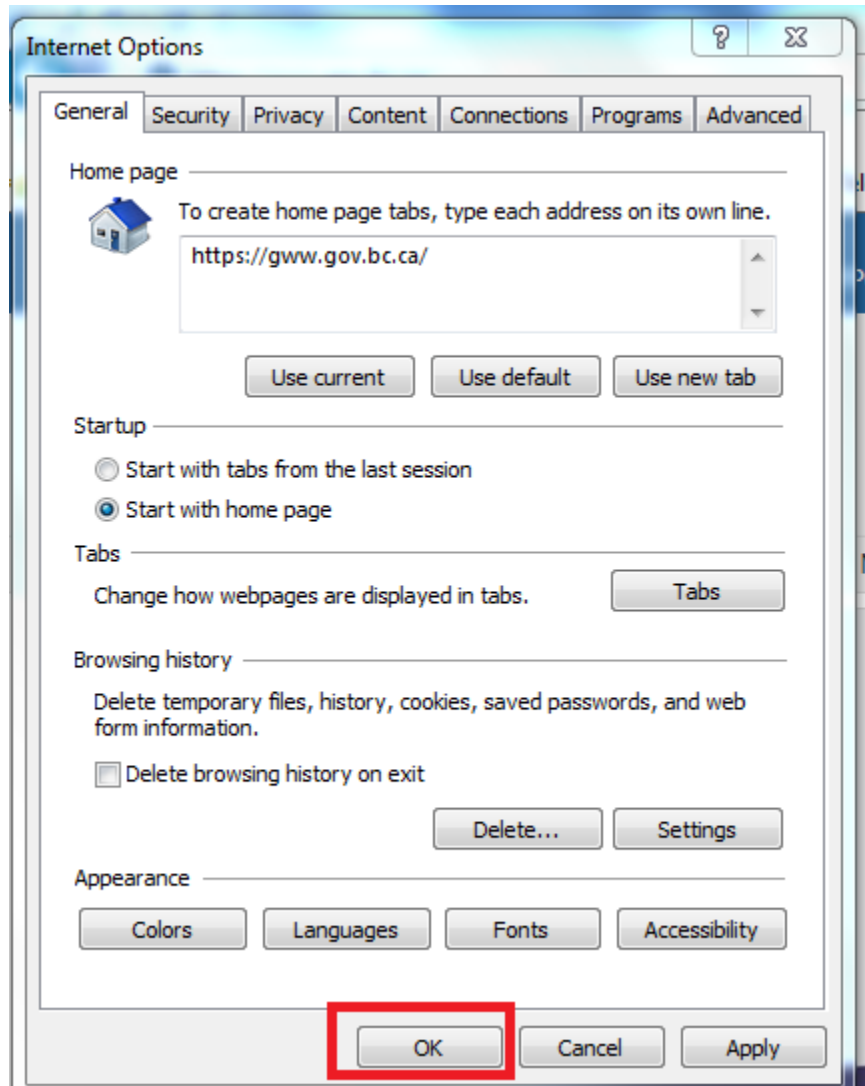 Internet Options
General Security Privacy Content Connections Programs Advanced
Home page
To create home page tabs, type each address on its own line.
https://gww.gov.bc.ca/
Use current Use default Use new tab
Startup
Start with tabs from the last session
Start with home page
Tabs
Change how webpages are displayed in tabs. Tabs
Browsing history
Delete temporary files, history, cookies, saved passwords, and web
form information.
Delete browsing history on exit
Delete... Settings
Appearance
Colors Languages Fonts Accessibility
OK Cancel Apply